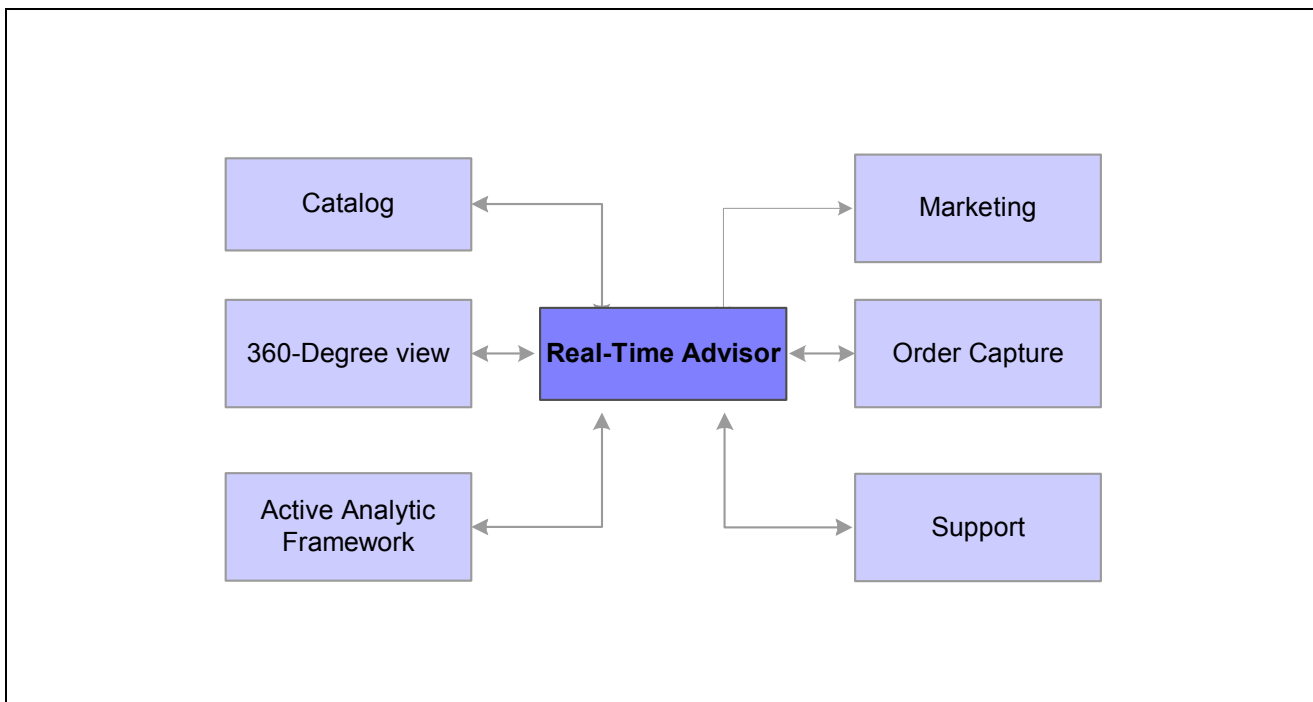 Catalog
Marketing
360-Degree view
Real-Time Advisor
Order Capture
Active Analytic
Framework
Support